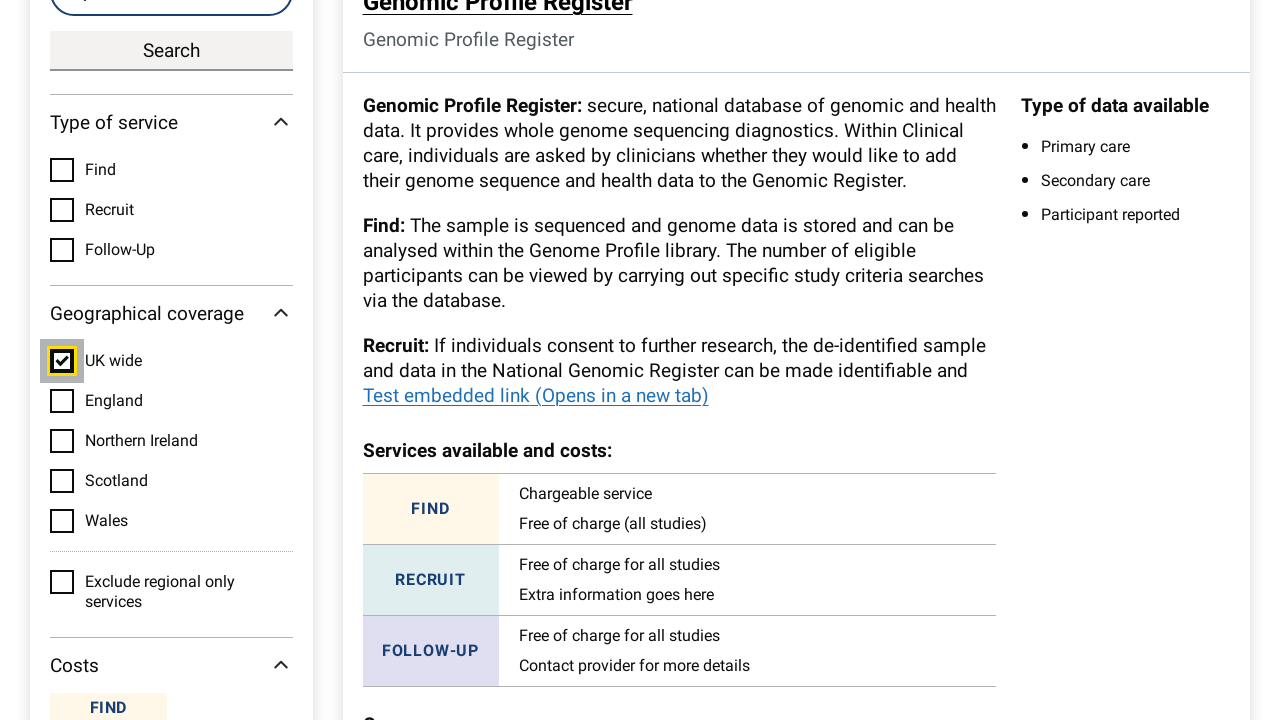 Search
Type of service
Find
Recruit
Follow-Up
Geographical coverage
UK wide
England
Northern Ireland
Scotland
Wales
Exclude regional only
services
Costs
FIND
Genomic Profile Register
Genomic Profile Register
Genomic Profile Register: secure, national database of genomic and health
data. It provides whole genome sequencing diagnostics. Within Clinical
care, individuals are asked by clinicians whether they would like to add
their genome sequence and health data to the Genomic Register.
Find: The sample is sequenced and genome data is stored and can be
analysed within the Genome Profile library. The number of eligible
participants can be viewed by carrying out specific study criteria searches
via the database.
Recruit: If individuals consent to further research, the de-identified sample
and data in the National Genomic Register can be made identifiable and
Test embedded link (Opens in a new tab)
Services available and costs:
FIND
Chargeable service
Free of charge (all studies)
RECRUIT
Free of charge for all studies
Extra information goes here
FOLLOW-UP
Free of charge for all studies
Contact provider for more details
Type of data available
Primary care
Secondary care
Participant reported